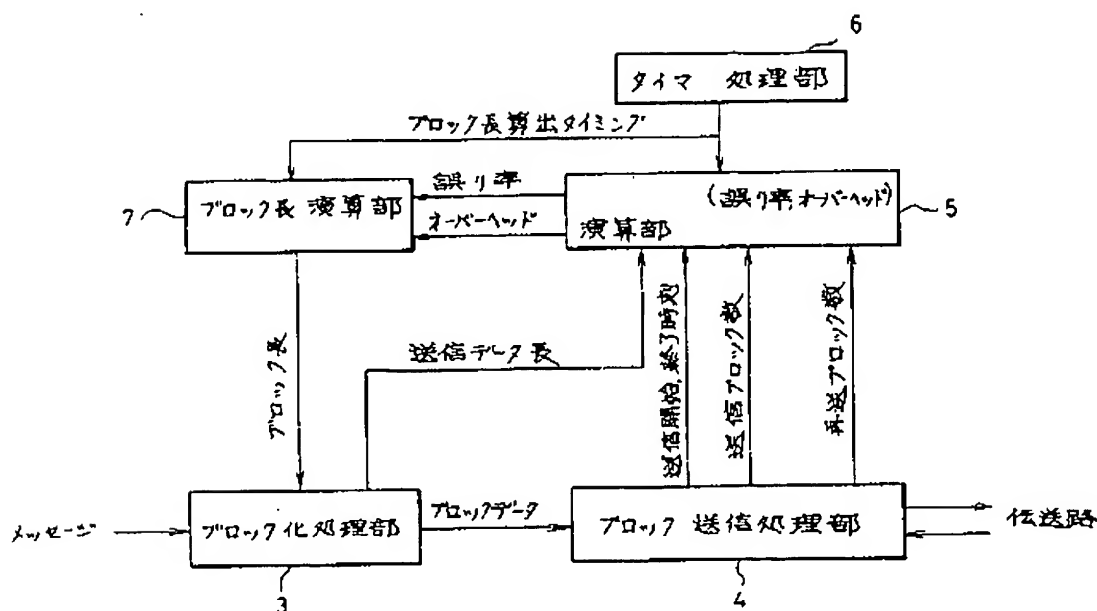 6
タイマ 処理部
ブロック長算出タイミング
誤り率
オーバーヘッド
7
ブロック長 演算部
(誤り率,オーバーヘッド)
演算部
5
ブロック長
送信データ長
送信開始,終了時刻
送信ブロック数
再送ブロック数
メッセージ
ブロック化処理部
ブロックデータ
ブロック 送信処理部
伝送路
3
4